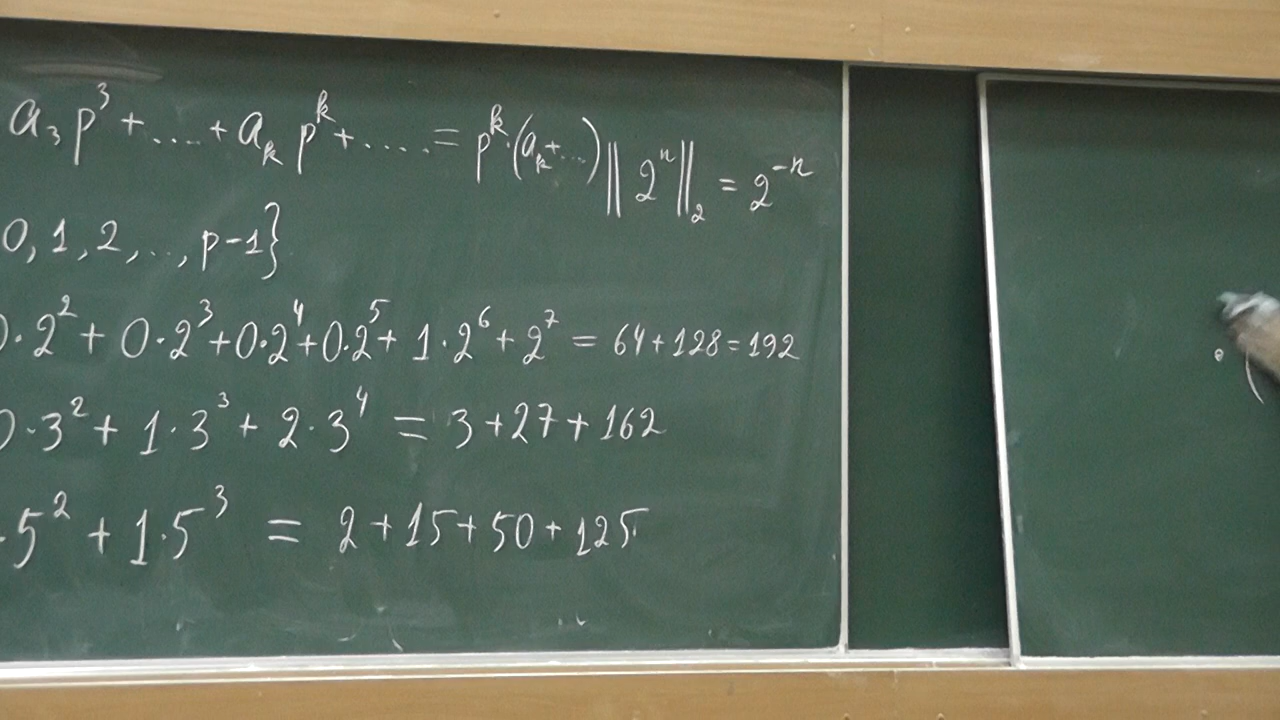 a₃p³+....+aₖpᵏ+....=pᵏ·(aₖ+...) ‖2ⁿ‖₂=2⁻ⁿ
0,1,2,..,p-1}
0·2²+0·2³+0·2⁴+0·2⁵+1·2⁶+2⁷=64+128=192
0·3²+1·3³+2·3⁴=3+27+162
·5²+1·5³=2+15+50+125